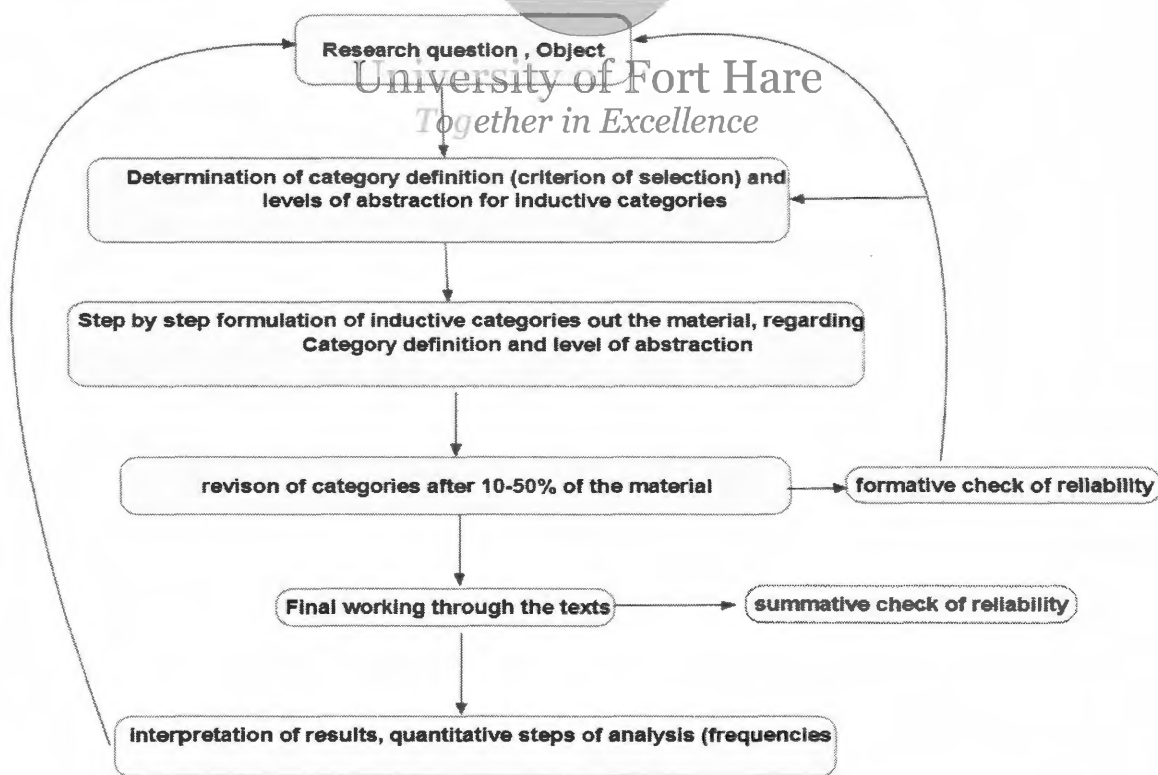 Research question , Object
University of Fort Hare
Together in Excellence
Determination of category definition (criterion of selection) and
levels of abstraction for inductive categories
Step by step formulation of inductive categories out the material, regarding
Category definition and level of abstraction
revison of categories after 10-50% of the material
formative check of reliability
Final working through the texts
summative check of reliability
interpretation of results, quantitative steps of analysis (frequencies